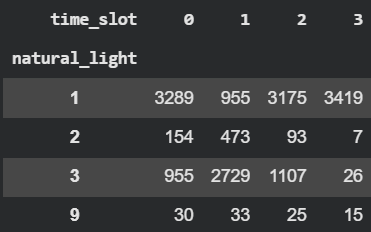 time_slot 0 1 2 3
natural_light
1 3289 955 3175 3419
2 154 473 93 7
3 955 2729 1107 26
9 30 33 25 15